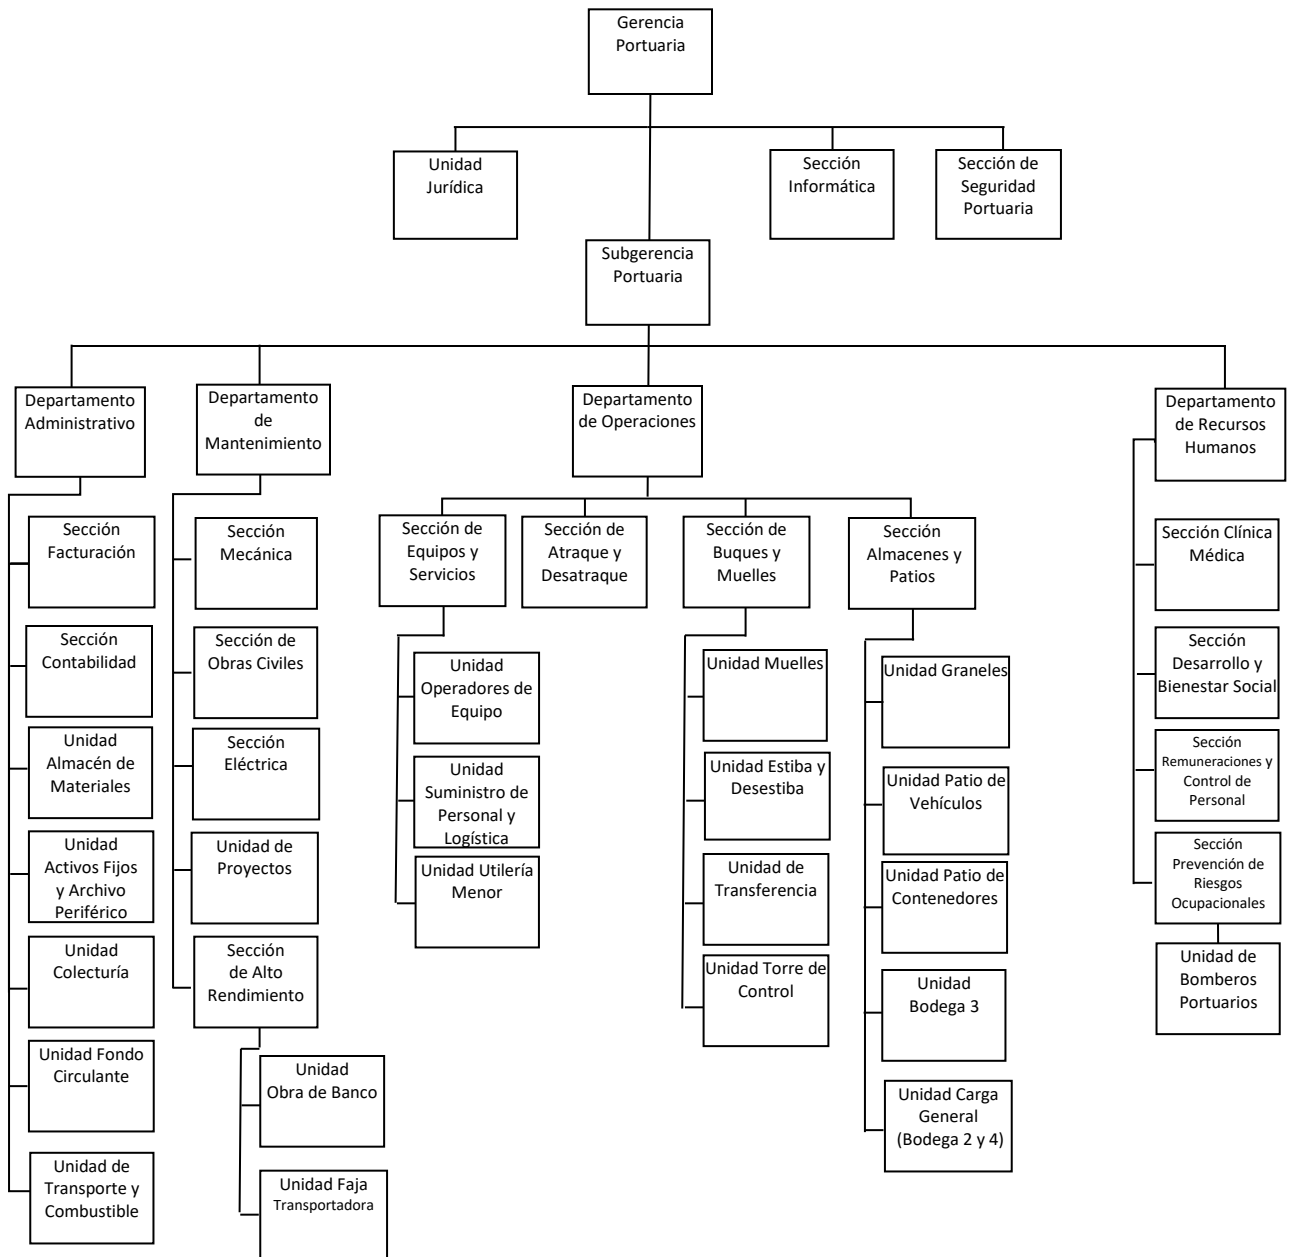 Gerencia
Portuaria
Unidad
Jurídica
Sección
Informática
Sección de
Seguridad
Portuaria
Subgerencia
Portuaria
Departamento
Administrativo
Departamento
de
Mantenimiento
Departamento
de Operaciones
Departamento
de Recursos
Humanos
Sección
Facturación
Sección
Contabilidad
Unidad
Almacén de
Materiales
Unidad
Activos Fijos
y Archivo
Periférico
Unidad
Colecturía
Unidad Fondo
Circulante
Unidad de
Transporte y
Combustible
Sección
Mecánica
Sección de
Obras Civiles
Sección
Eléctrica
Unidad de
Proyectos
Sección
de Alto
Rendimiento
Unidad
Obra de Banco
Unidad Faja
Transportadora
Sección de
Equipos y
Servicios
Unidad
Operadores de
Equipo
Unidad
Suministro de
Personal y
Logística
Unidad Utilería
Menor
Sección de
Atraque y
Desatraque
Sección de
Buques y
Muelles
Unidad Muelles
Unidad Estiba y
Desestiba
Unidad de
Transferencia
Unidad Torre de
Control
Sección
Almacenes y
Patios
Unidad Graneles
Unidad Patio de
Vehículos
Unidad Patio de
Contenedores
Unidad
Bodega 3
Unidad Carga
General
(Bodega 2 y 4)
Sección Clínica
Médica
Sección
Desarrollo y
Bienestar Social
Sección
Remuneraciones y
Control de
Personal
Sección
Prevención de
Riesgos
Ocupacionales
Unidad de
Bomberos
Portuarios